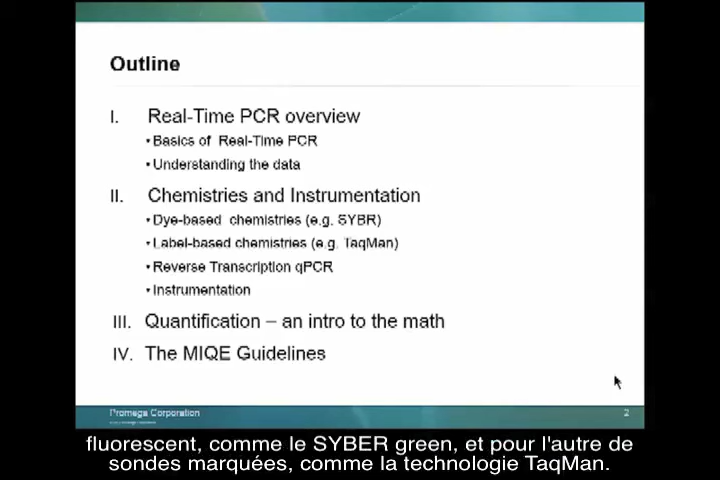 Outline
I. Real-Time PCR overview
• Basics of Real-Time PCR
• Understanding the data
II. Chemistries and Instrumentation
• Dye-based chemistries (e.g. SYBR)
• Label-based chemistries (e.g. TaqMan)
• Reverse Transcription qPCR
• Instrumentation
III. Quantification – an intro to the math
IV. The MIQE Guidelines
Promega Corporation
2
fluorescent, comme le SYBER green, et pour l'autre de
sondes marquées, comme la technologie TaqMan.